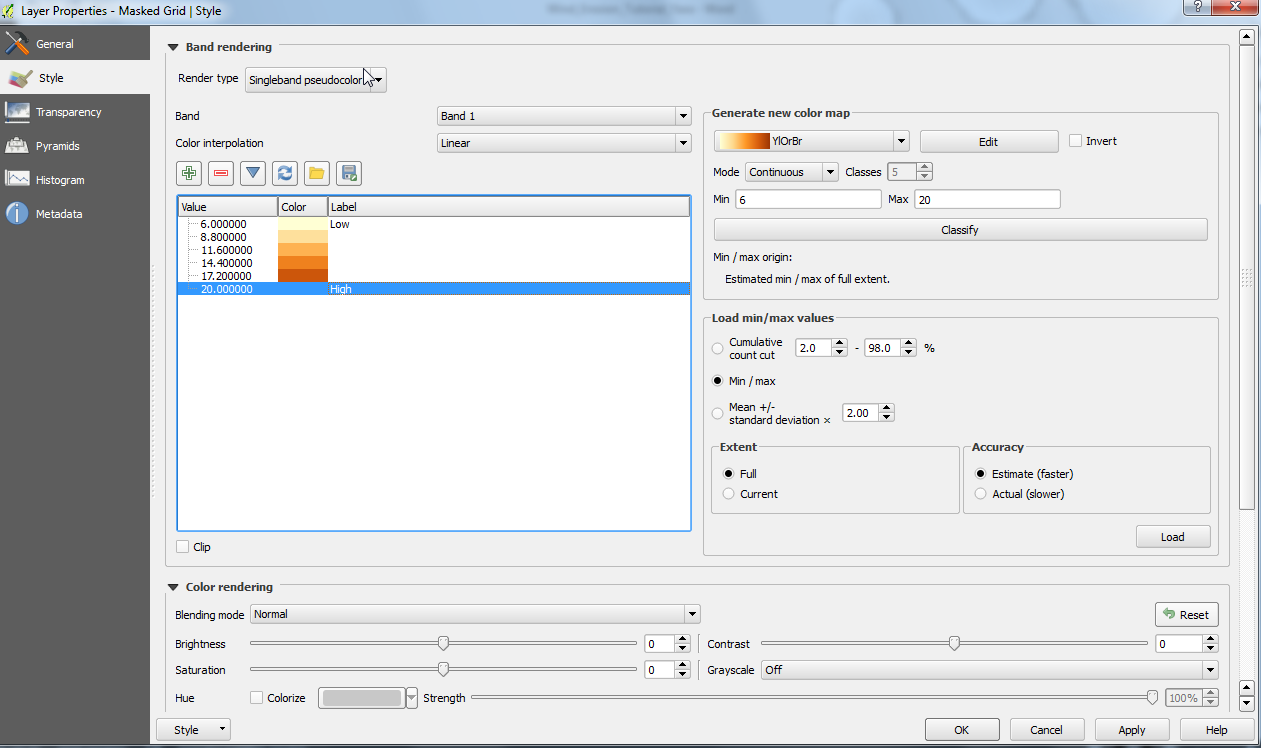 Layer Properties - Masked Grid | Style
?
General
Style
Transparency
Pyramids
Histogram
Metadata
Band rendering
Render type Singleband pseudocolor
Band Band 1
Color interpolation Linear
Value Color Label
6.000000 Low
8.800000
11.600000
14.400000
17.200000
20.000000 High
Clip
Generate new color map
YlOrBr Edit Invert
Mode Continuous Classes 5
Min 6 Max 20
Classify
Min / max origin:
Estimated min / max of full extent.
Load min/max values
Cumulative
count cut 2.0 - 98.0 %
Min / max
Mean +/-
standard deviation × 2.00
Extent
Full
Current
Accuracy
Estimate (faster)
Actual (slower)
Load
Color rendering
Blending mode Normal Reset
Brightness 0 Contrast 0
Saturation 0 Grayscale Off
Hue Colorize Strength 100%
Style OK Cancel Apply Help